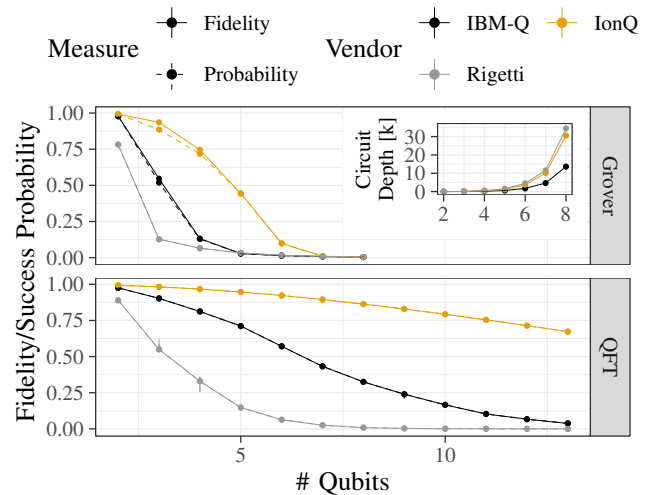 Measure
Fidelity
Probability
Vendor
IBM-Q
IonQ
Rigetti
Fidelity/Success Probability
1.00
0.75
0.50
0.25
0.00
Circuit
Depth [k]
30
20
10
0
2 4 6 8
Grover
1.00
0.75
0.50
0.25
0.00
QFT
5 10
# Qubits